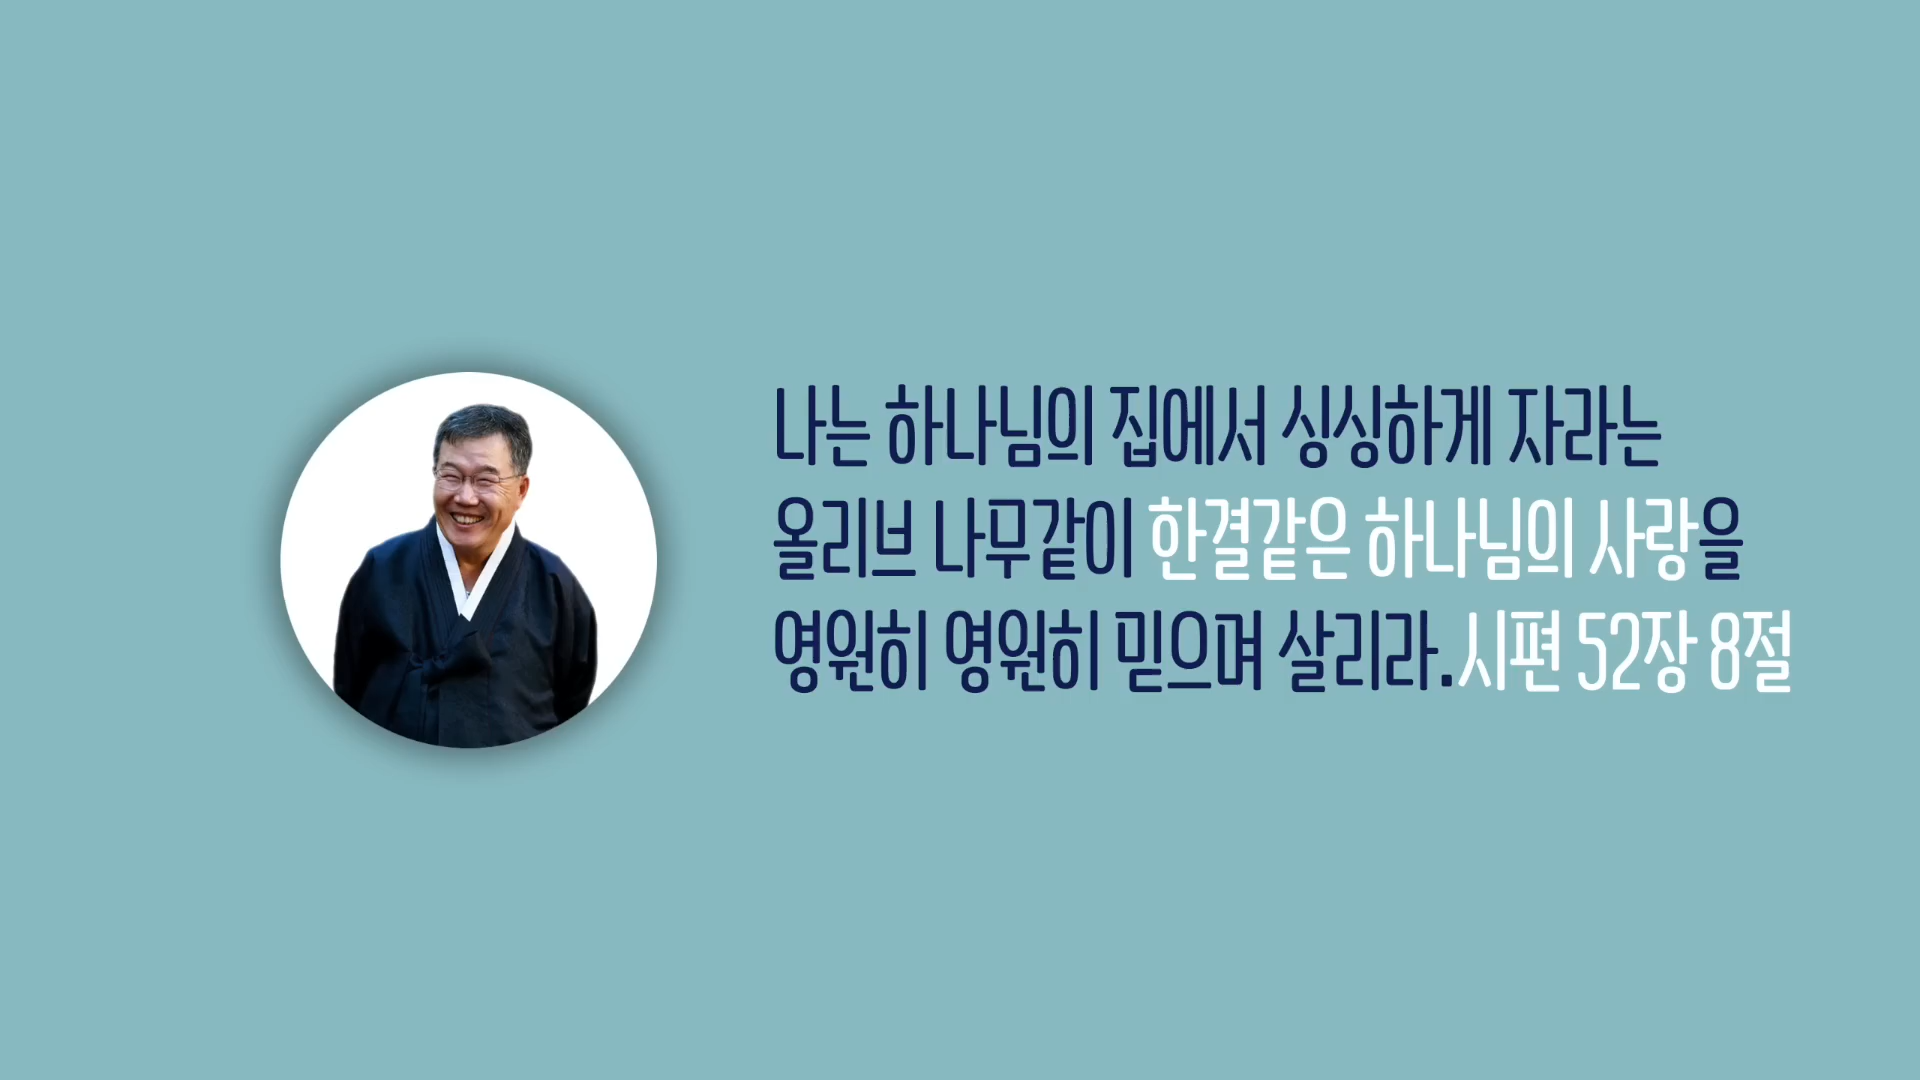 나는 하나님의 집에서 싱싱하게 자라는
올리브 나무같이 한결같은 하나님의 사랑을
영원히 영원히 믿으며 살리라.시편 52장 8절